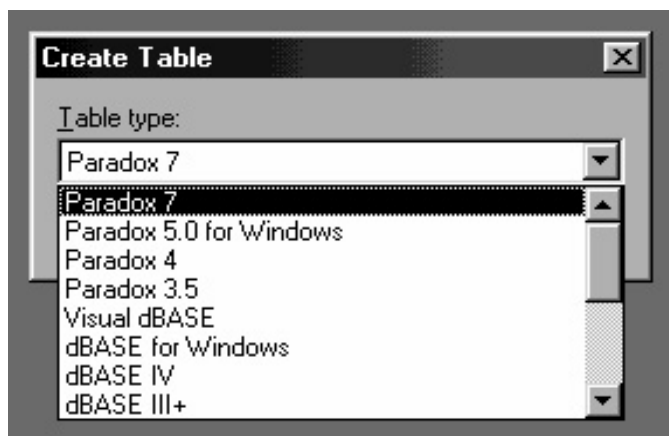 Create Table
Table type:
Paradox 7
Paradox 7
Paradox 5.0 for Windows
Paradox 4
Paradox 3.5
Visual dBASE
dBASE for Windows
dBASE IV
dBASE III+